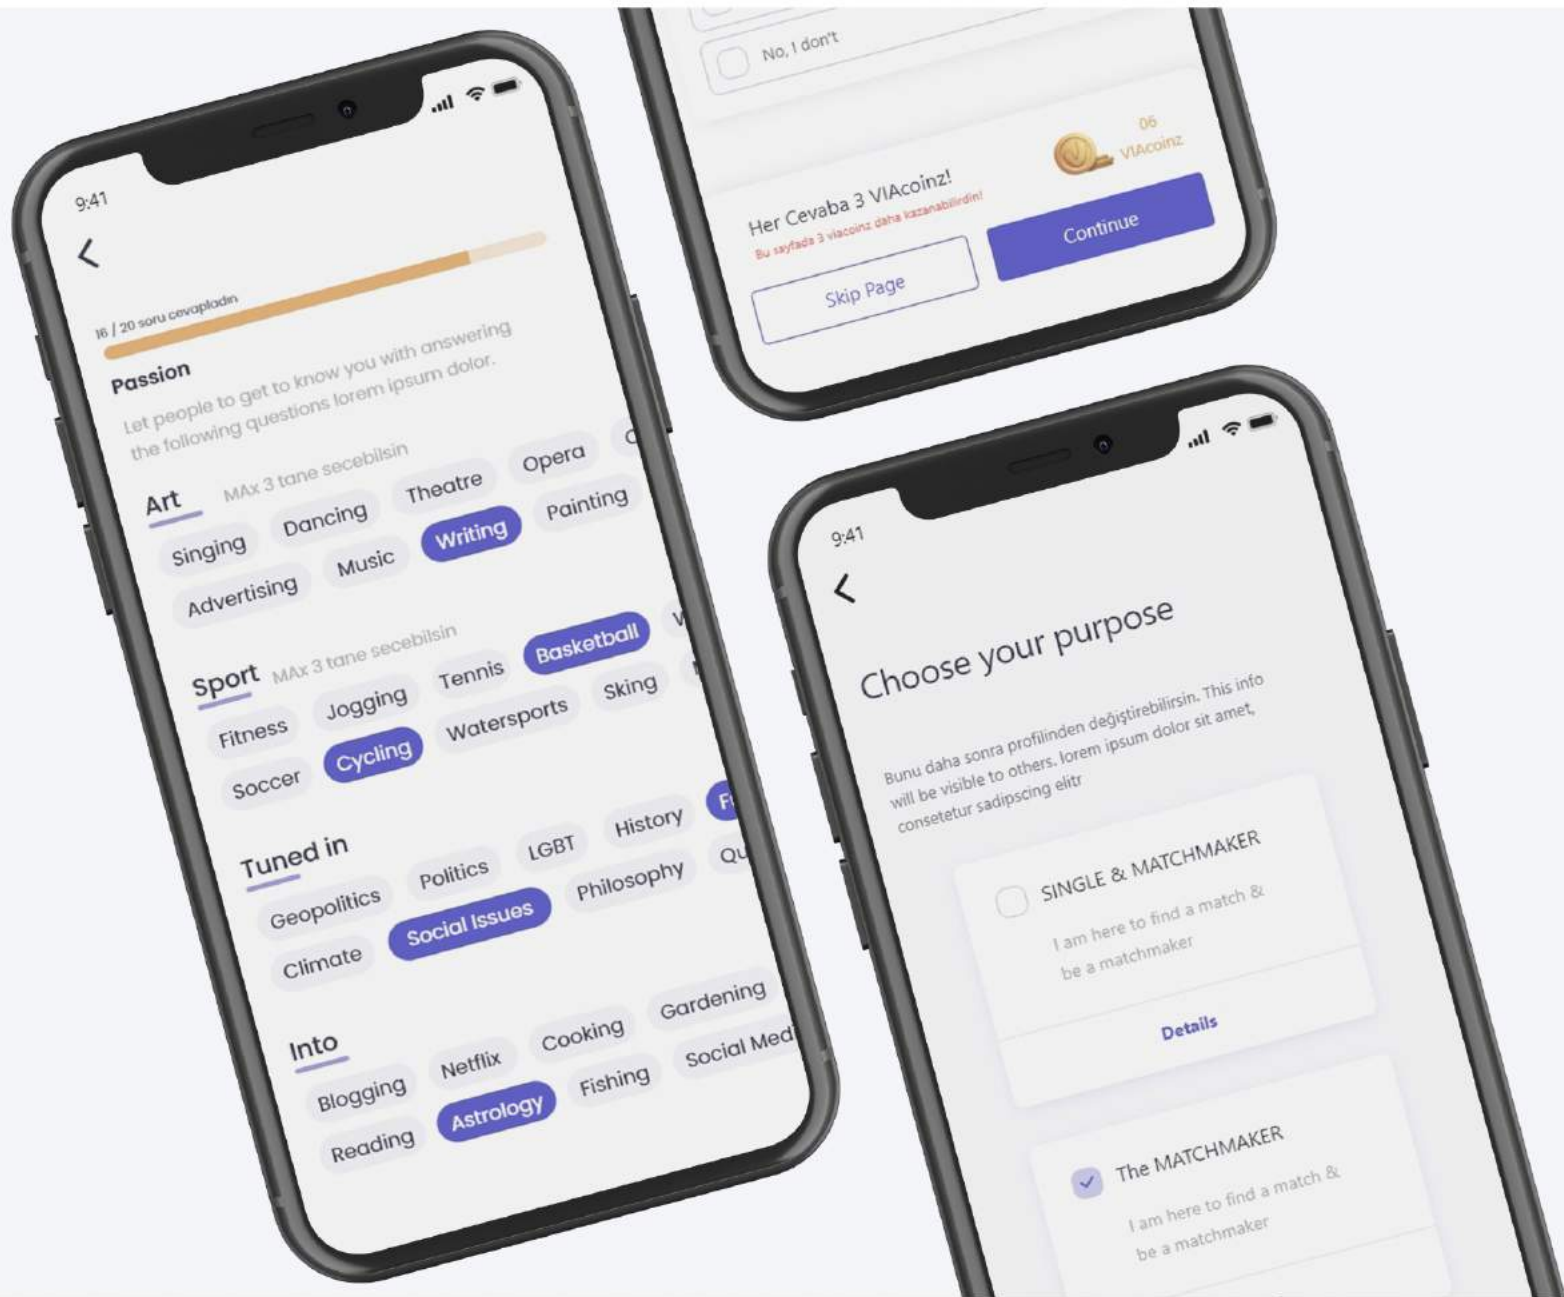 9:41
16 / 20 soru cevapladın
Passion
Let people to get to know you with answering
the following questions lorem ipsum dolor.
Art MAx 3 tane secebilsin
Singing Dancing Theatre Opera
Advertising Music Writing Painting
Sport MAx 3 tane secebilsin
Fitness Jogging Tennis Basketball
Soccer Cycling Watersports Sking
Tuned in
Geopolitics Politics LGBT History
Climate Social Issues Philosophy
Into
Blogging Netflix Cooking Gardening
Reading Astrology Fishing Social Medi
No, I don't
06
VIAcoinz
Her Cevaba 3 VIAcoinz!
Bu sayfada 3 viacoinz daha kazanabilirdin!
Skip Page Continue
9:41
Choose your purpose
Bunu daha sonra profilinden değiştirebilirsin. This info
will be visible to others. lorem ipsum dolor sit amet,
consetetur sadipscing elitr
SINGLE & MATCHMAKER
I am here to find a match &
be a matchmaker
Details
The MATCHMAKER
I am here to find a match &
be a matchmaker